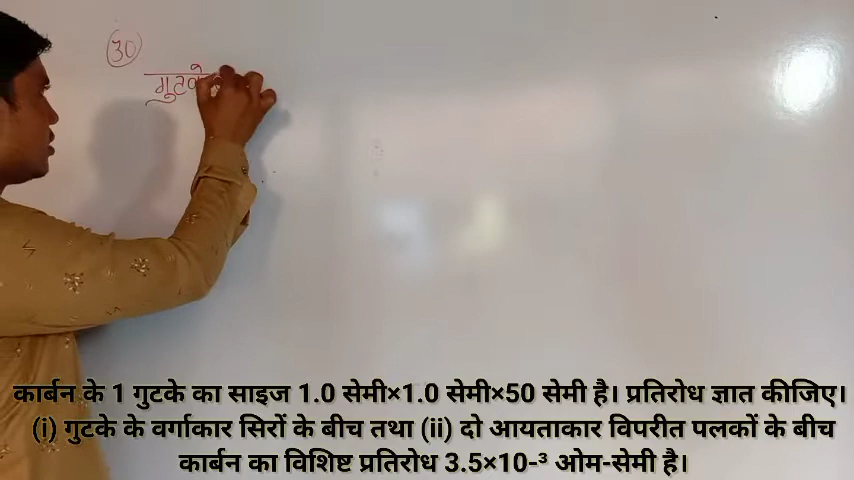 30
गुटके
कार्बन के 1 गुटके का साइज 1.0 सेमी×1.0 सेमी×50 सेमी है। प्रतिरोध ज्ञात कीजिए।
(i) गुटके के वर्गाकार सिरों के बीच तथा (ii) दो आयताकार विपरीत पलकों के बीच
कार्बन का विशिष्ट प्रतिरोध 3.5×10-³ ओम-सेमी है।